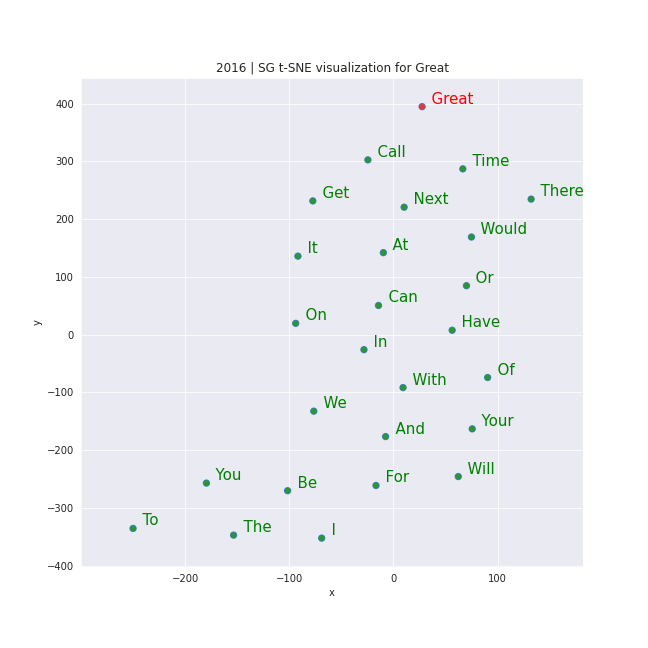 2016 | SG t-SNE visualization for Great
400
300
200
100
0
−100
−200
−300
−400
y
Great
Call
Time
There
Get
Next
Would
It
At
Or
Can
On
Have
In
Of
With
We
Your
And
Will
You
For
Be
To
The
I
−200
−100
0
100
x